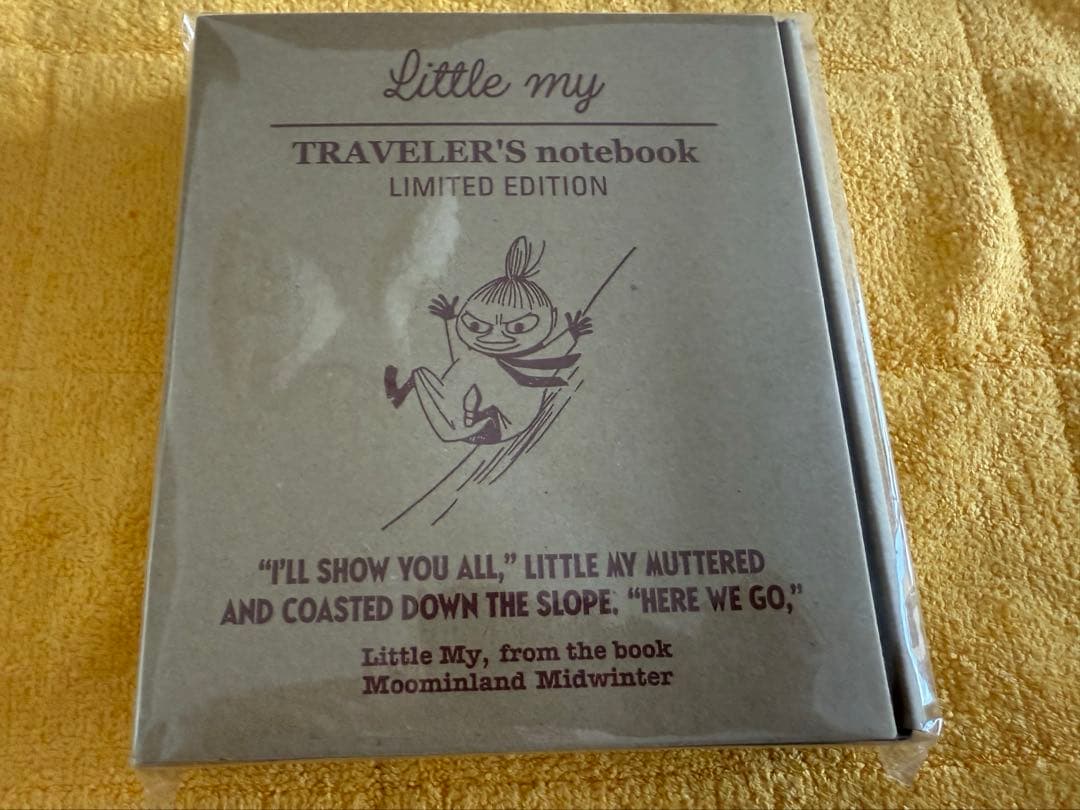 Little my
TRAVELER'S notebook
LIMITED EDITION
“I'LL SHOW YOU ALL,” LITTLE MY MUTTERED
AND COASTED DOWN THE SLOPE. “HERE WE GO,”
Little My, from the book
Moominland Midwinter